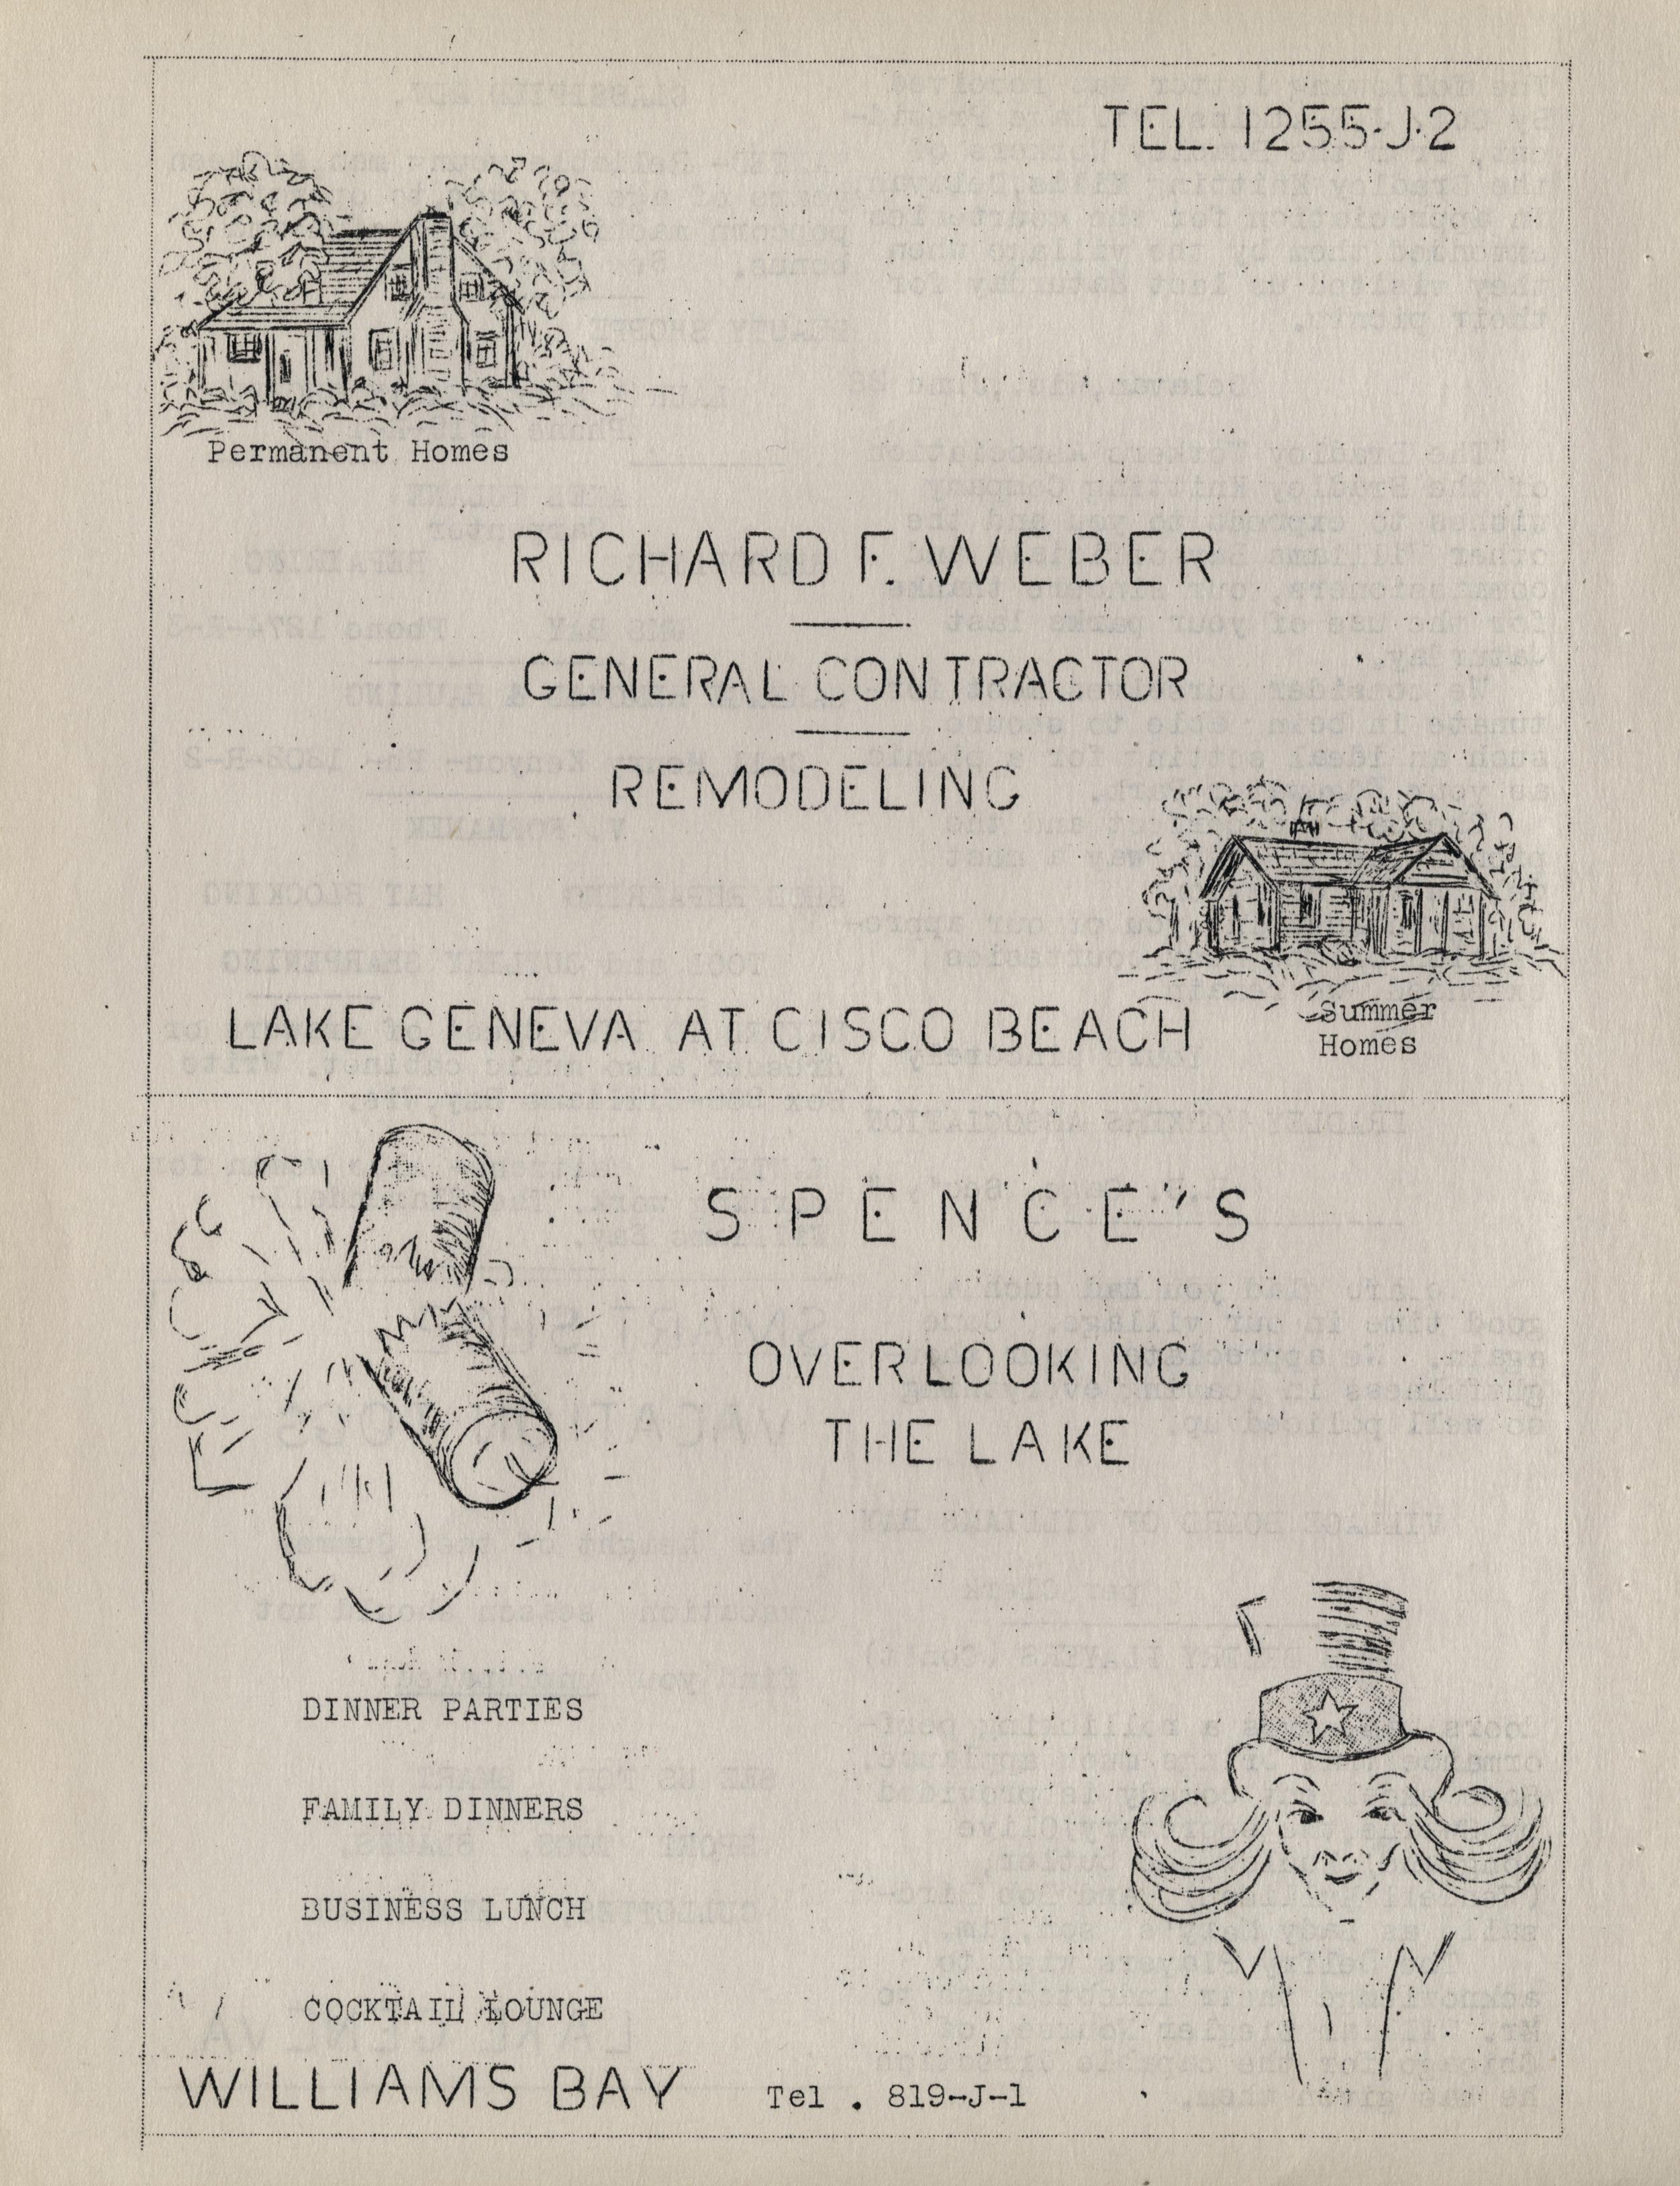 TEL. 1255-J-2
Permanent Homes
RICHARD F. WEBER
GENERAL CONTRACTOR
REMODELING
LAKE GENEVA AT CISCO BEACH
Summer
Homes
SPENCE'S
OVERLOOKING
THE LAKE
DINNER PARTIES
FAMILY DINNERS
BUSINESS LUNCH
COCKTAIL LOUNGE
WILLIAMS BAY Tel . 819-J-1